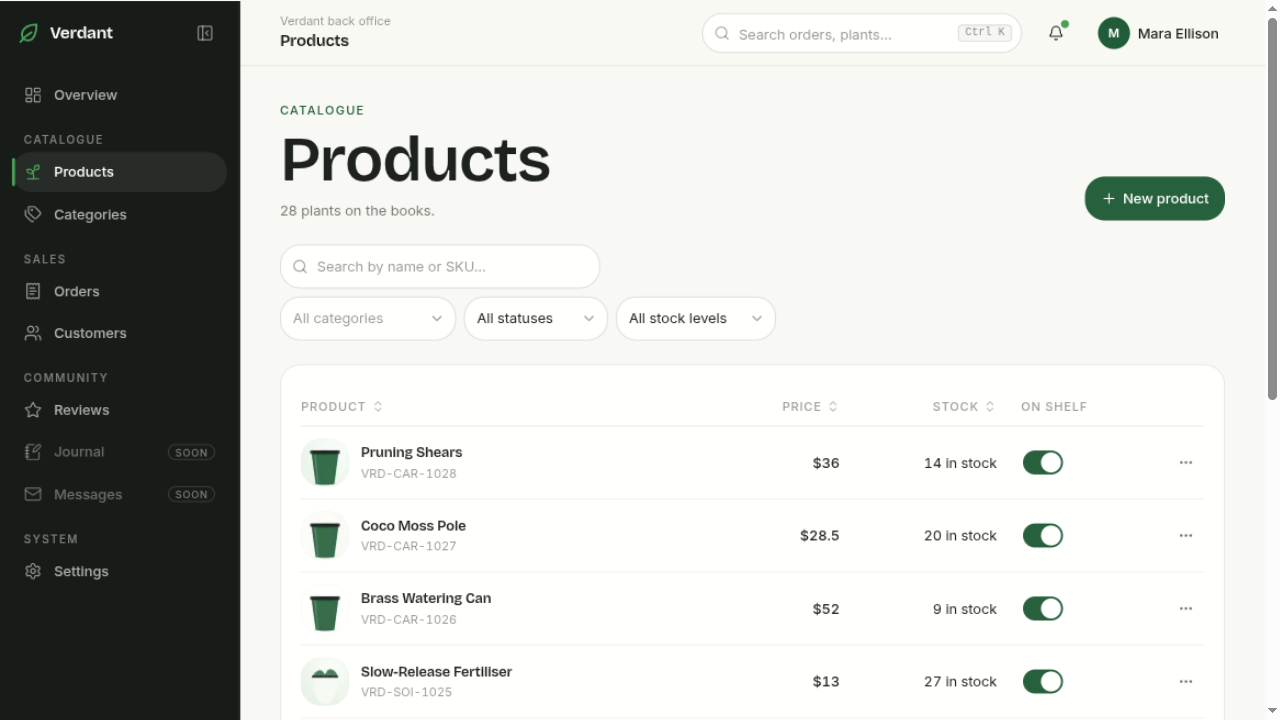 Verdant
Overview
CATALOGUE
Products
Categories
SALES
Orders
Customers
COMMUNITY
Reviews
Journal SOON
Messages SOON
SYSTEM
Settings
Verdant back office
Products
Search orders, plants... Ctrl K
M Mara Ellison
CATALOGUE
Products
28 plants on the books.
+ New product
Search by name or SKU...
All categories All statuses All stock levels
PRODUCT PRICE STOCK ON SHELF
Pruning Shears
VRD-CAR-1028
$36 14 in stock
Coco Moss Pole
VRD-CAR-1027
$28.5 20 in stock
Brass Watering Can
VRD-CAR-1026
$52 9 in stock
Slow-Release Fertiliser
VRD-SOI-1025
$13 27 in stock